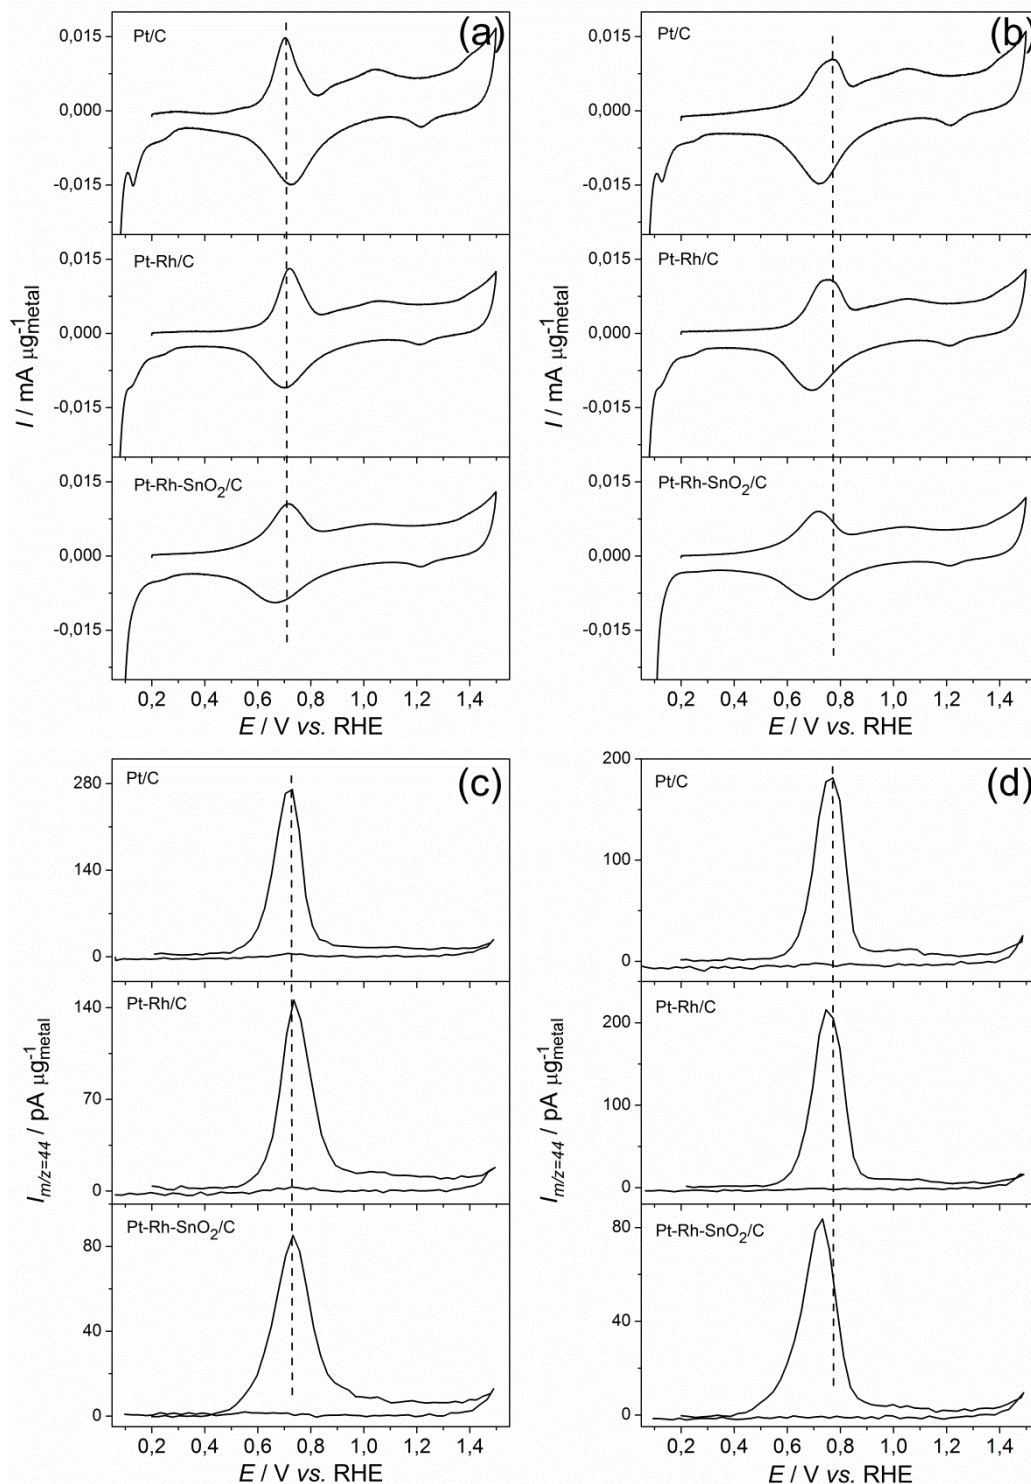 (a)
Pt/C
0,015
0,000
-0,015
Pt-Rh/C
0,015
0,000
-0,015
Pt-Rh-SnO2/C
0,015
0,000
-0,015
I / mA μg-1metal
0,2 0,4 0,6 0,8 1,0 1,2 1,4
E / V vs. RHE
(b)
Pt/C
0,015
0,000
-0,015
Pt-Rh/C
0,015
0,000
-0,015
Pt-Rh-SnO2/C
0,015
0,000
-0,015
I / mA μg-1metal
0,2 0,4 0,6 0,8 1,0 1,2 1,4
E / V vs. RHE
(c)
Pt/C
280
140
0
Pt-Rh/C
140
70
0
Pt-Rh-SnO2/C
80
40
0
Im/z=44 / pA μg-1metal
0,2 0,4 0,6 0,8 1,0 1,2 1,4
E / V vs. RHE
(d)
200
Pt/C
100
0
Pt-Rh/C
200
100
0
Pt-Rh-SnO2/C
80
40
0
Im/z=44 / pA μg-1metal
0,2 0,4 0,6 0,8 1,0 1,2 1,4
E / V vs. RHE